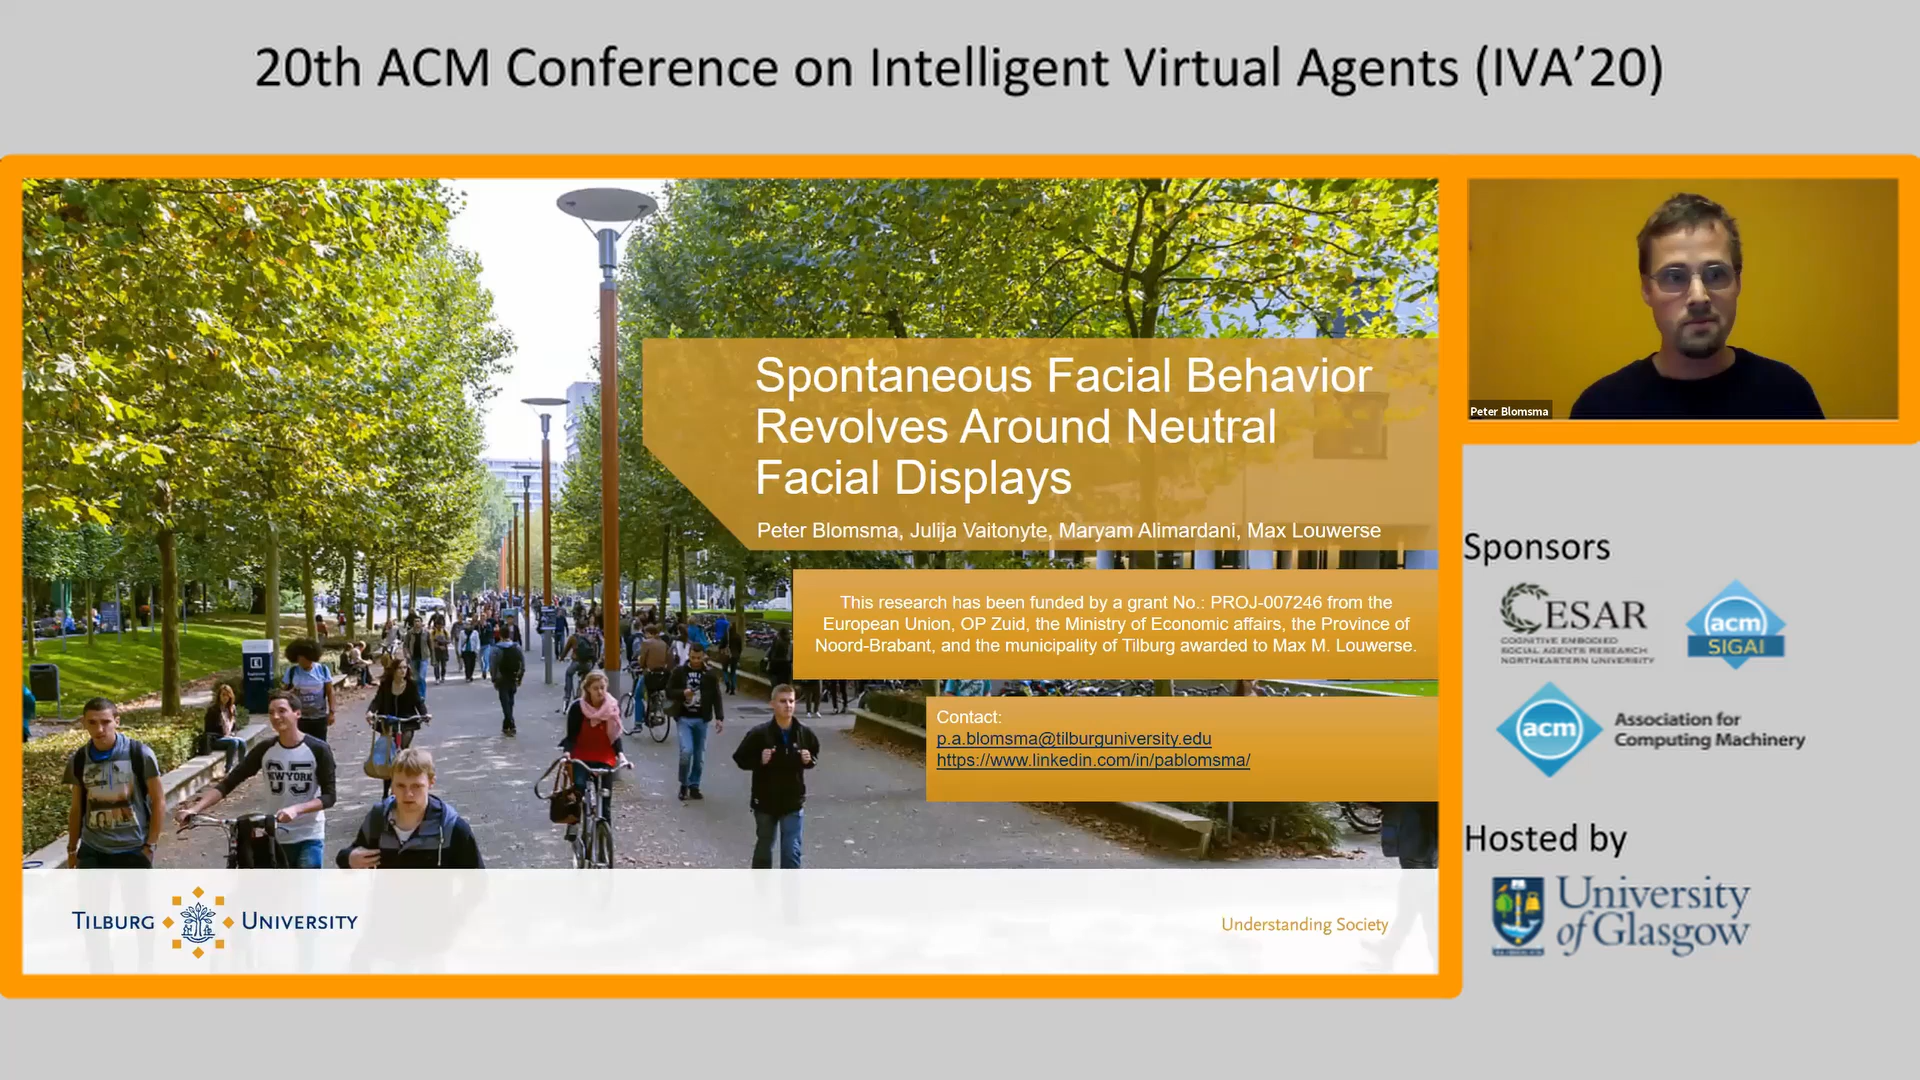 20th ACM Conference on Intelligent Virtual Agents (IVA’20)
Spontaneous Facial Behavior
Revolves Around Neutral
Facial Displays
Peter Blomsma, Julija Vaitonyte, Maryam Alimardani, Max Louwerse
This research has been funded by a grant No.: PROJ-007246 from the
European Union, OP Zuid, the Ministry of Economic affairs, the Province of
Noord-Brabant, and the municipality of Tilburg awarded to Max M. Louwerse.
Contact:
p.a.blomsma@tilburguniversity.edu
https://www.linkedin.com/in/pablomsma/
NEWYORK
05
E
TILBURG UNIVERSITY
Understanding Society
Peter Blomsma
Sponsors
CESAR
COGNITIVE EMBODIED
SOCIAL AGENTS RESEARCH
NORTHEASTERN UNIVERSITY
acm
SIGAI
acm
Association for
Computing Machinery
Hosted by
University
of Glasgow